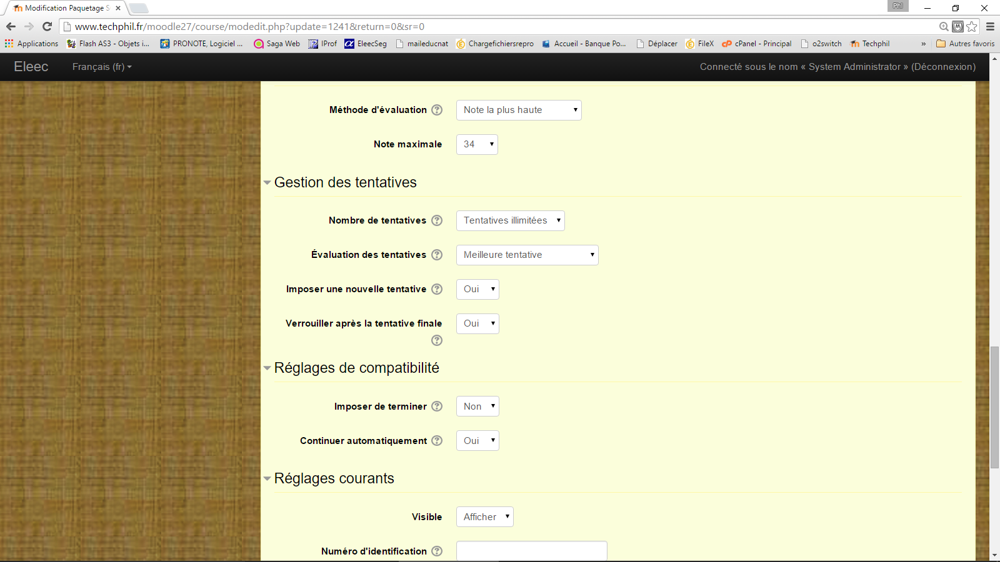 Modification Paquetage S
Phl
www.techphil.fr/moodle27/course/modedit.php?update=1241&return=0&sr=0
Applications Flash AS3 - Objets i... PRONOTE, Logiciel ... Saga Web IProf EleecSeg maileducnat Chargefichiersrepro Accueil - Banque Po... Déplacer FileX cPanel - Principal o2switch Techphil » Autres favoris
Eleec Français (fr) Connecté sous le nom « System Administrator » (Déconnexion)
Méthode d'évaluation Note la plus haute
Note maximale 34
Gestion des tentatives
Nombre de tentatives Tentatives illimitées
Évaluation des tentatives Meilleure tentative
Imposer une nouvelle tentative Oui
Verrouiller après la tentative finale Oui
Réglages de compatibilité
Imposer de terminer Non
Continuer automatiquement Oui
Réglages courants
Visible Afficher
Numéro d'identification